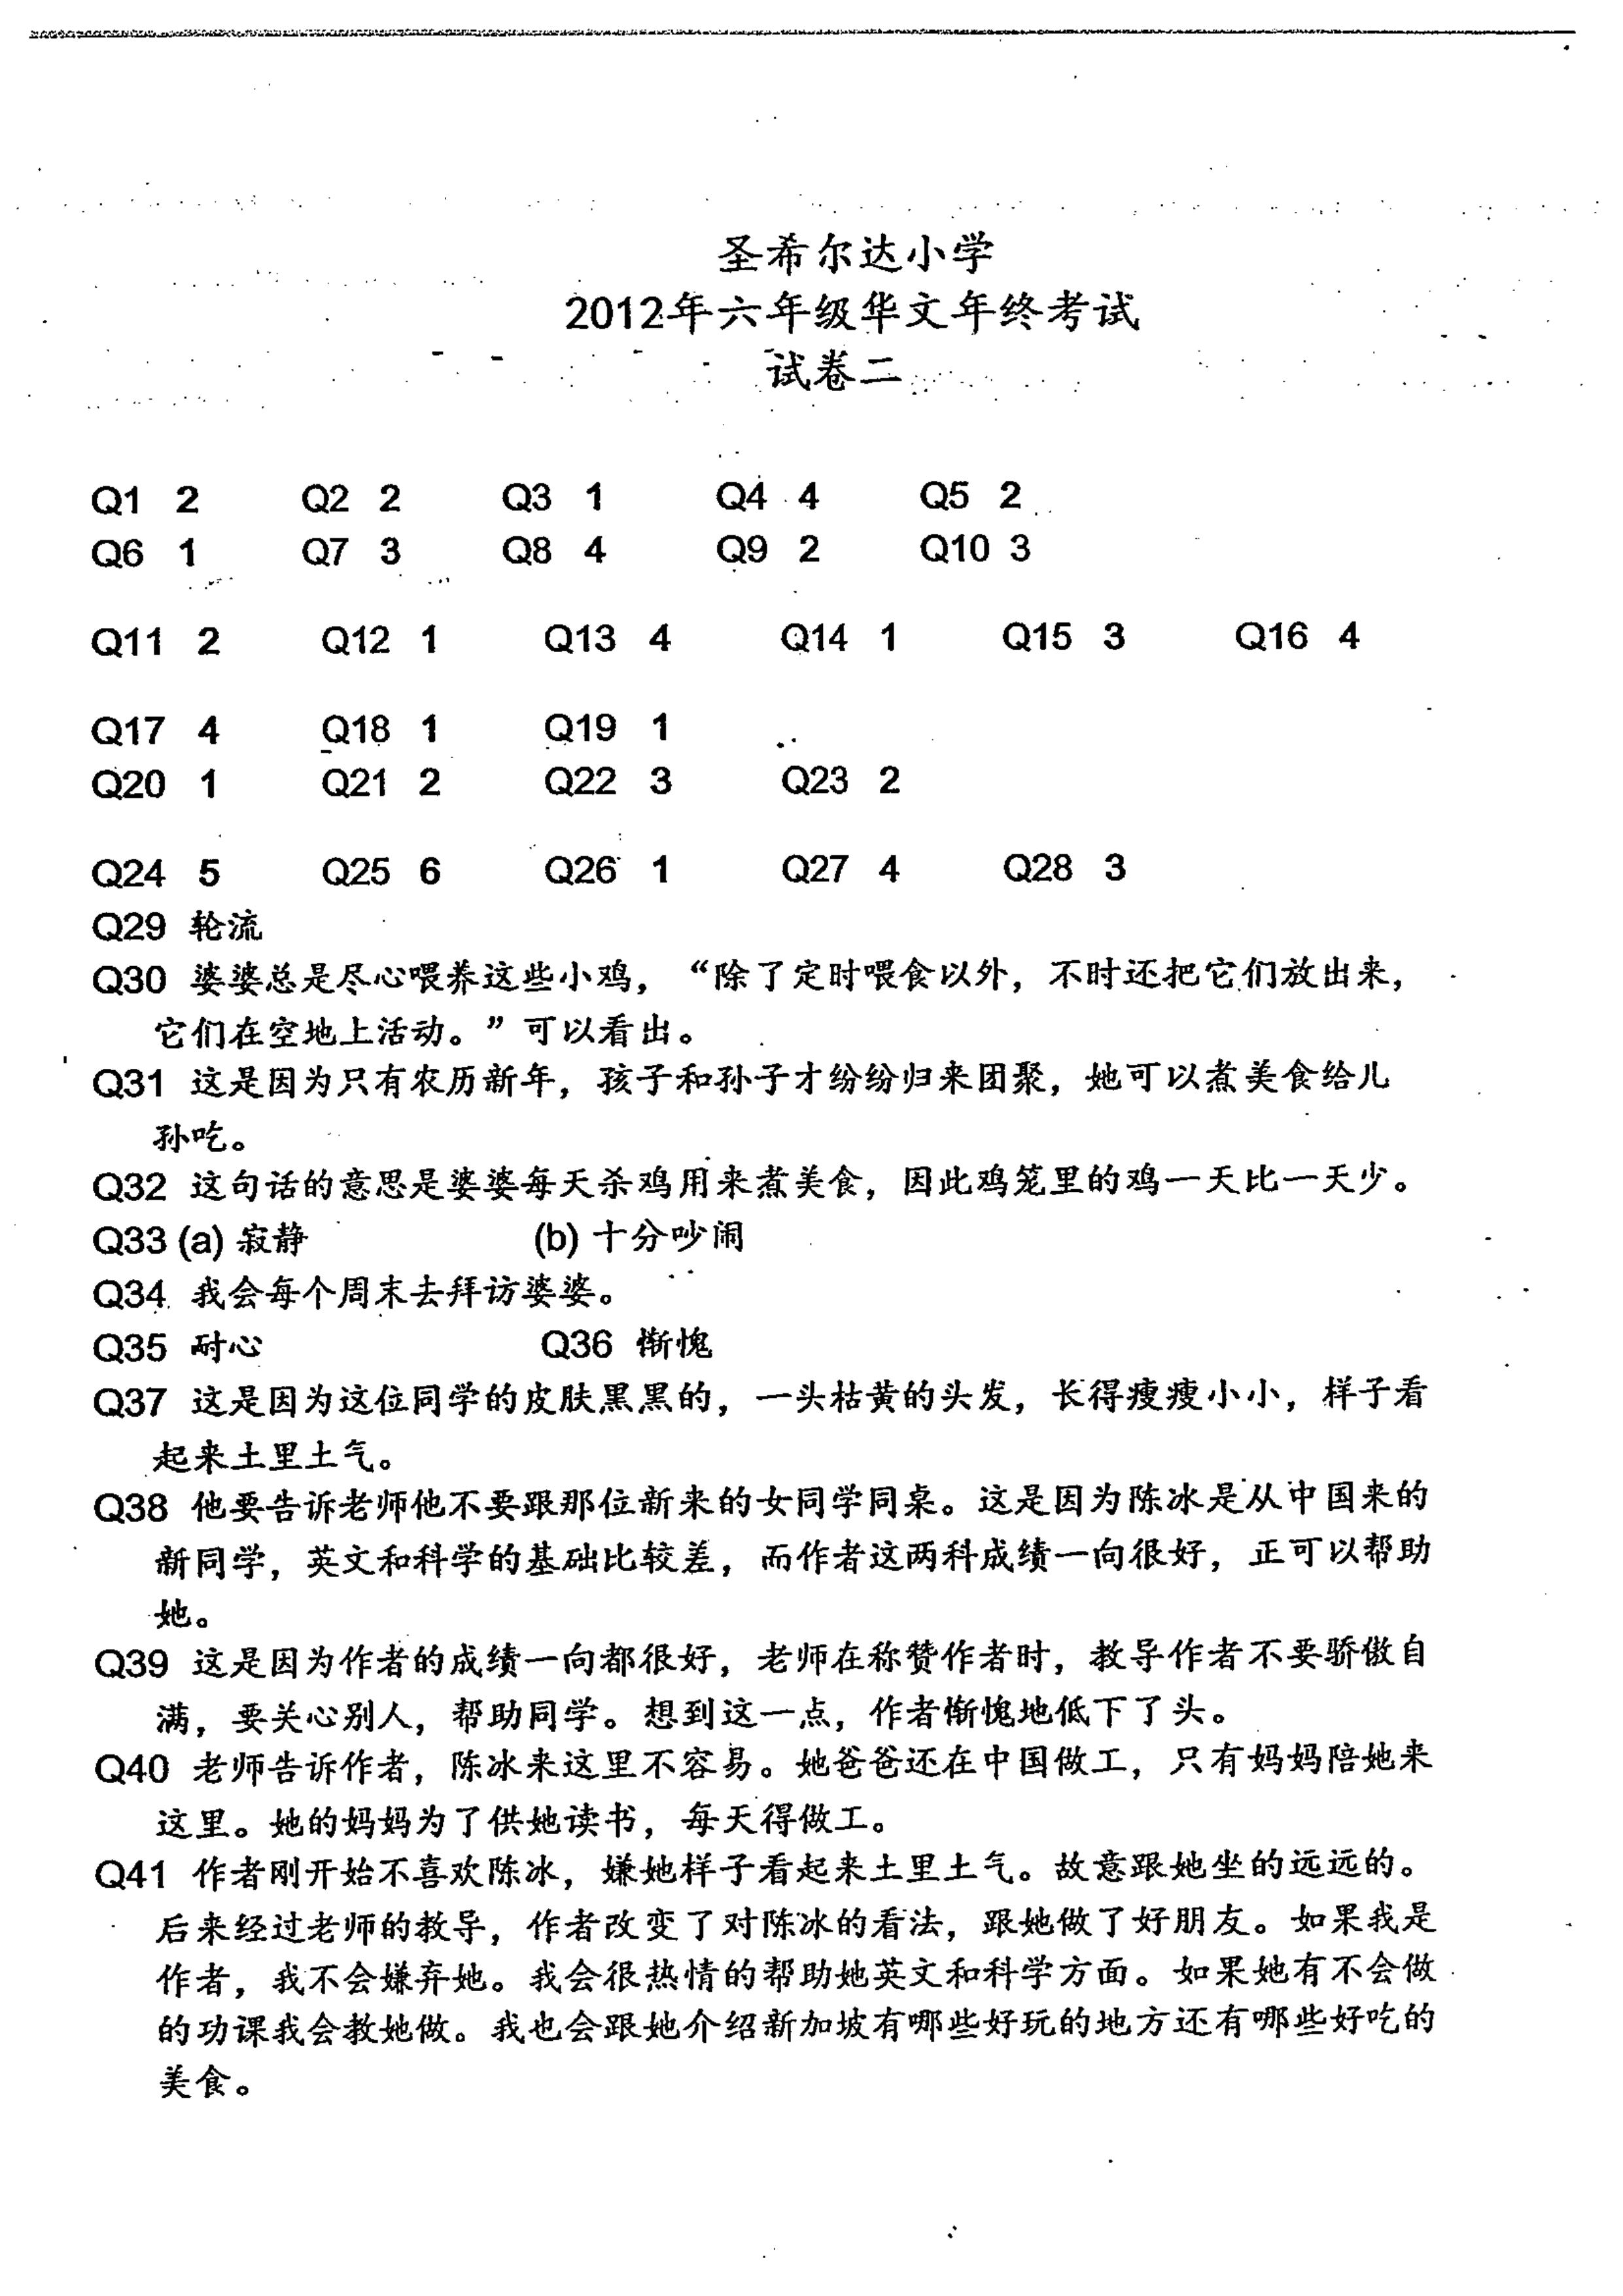 圣希尔达小学
2012年六年级华文年终考试
试卷二
Q1 2 Q2 2 Q3 1 Q4 4 Q5 2
Q6 1 Q7 3 Q8 4 Q9 2 Q10 3
Q11 2 Q12 1 Q13 4 Q14 1 Q15 3 Q16 4
Q17 4 Q18 1 Q19 1
Q20 1 Q21 2 Q22 3 Q23 2
Q24 5 Q25 6 Q26 1 Q27 4 Q28 3
Q29 轮流
Q30 婆婆总是尽心喂养这些小鸡，“除了定时喂食以外，不时还把它们放出来，
它们在空地上活动。”可以看出。
Q31 这是因为只有农历新年，孩子和孙子才纷纷归来团聚，她可以煮美食给儿
孙吃。
Q32 这句话的意思是婆婆每天杀鸡用来煮美食，因此鸡笼里的鸡一天比一天少。
Q33 (a) 寂静 (b) 十分吵闹
Q34 我会每个周末去拜访婆婆。
Q35 耐心 Q36 惭愧
Q37 这是因为这位同学的皮肤黑黑的，一头枯黄的头发，长得瘦瘦小小，样子看
起来土里土气。
Q38 他要告诉老师他不要跟那位新来的女同学同桌。这是因为陈冰是从中国来的
新同学，英文和科学的基础比较差，而作者这两科成绩一向很好，正可以帮助
她。
Q39 这是因为作者的成绩一向都很好，老师在称赞作者时，教导作者不要骄傲自
满，要关心别人，帮助同学。想到这一点，作者惭愧地低下了头。
Q40 老师告诉作者，陈冰来这里不容易。她爸爸还在中国做工，只有妈妈陪她来
这里。她的妈妈为了供她读书，每天得做工。
Q41 作者刚开始不喜欢陈冰，嫌她样子看起来土里土气。故意跟她坐的远远的。
后来经过老师的教导，作者改变了对陈冰的看法，跟她做了好朋友。如果我是
作者，我不会嫌弃她。我会很热情的帮助她英文和科学方面。如果她有不会做
的功课我会教她做。我也会跟她介绍新加坡有哪些好玩的地方还有哪些好吃的
美食。